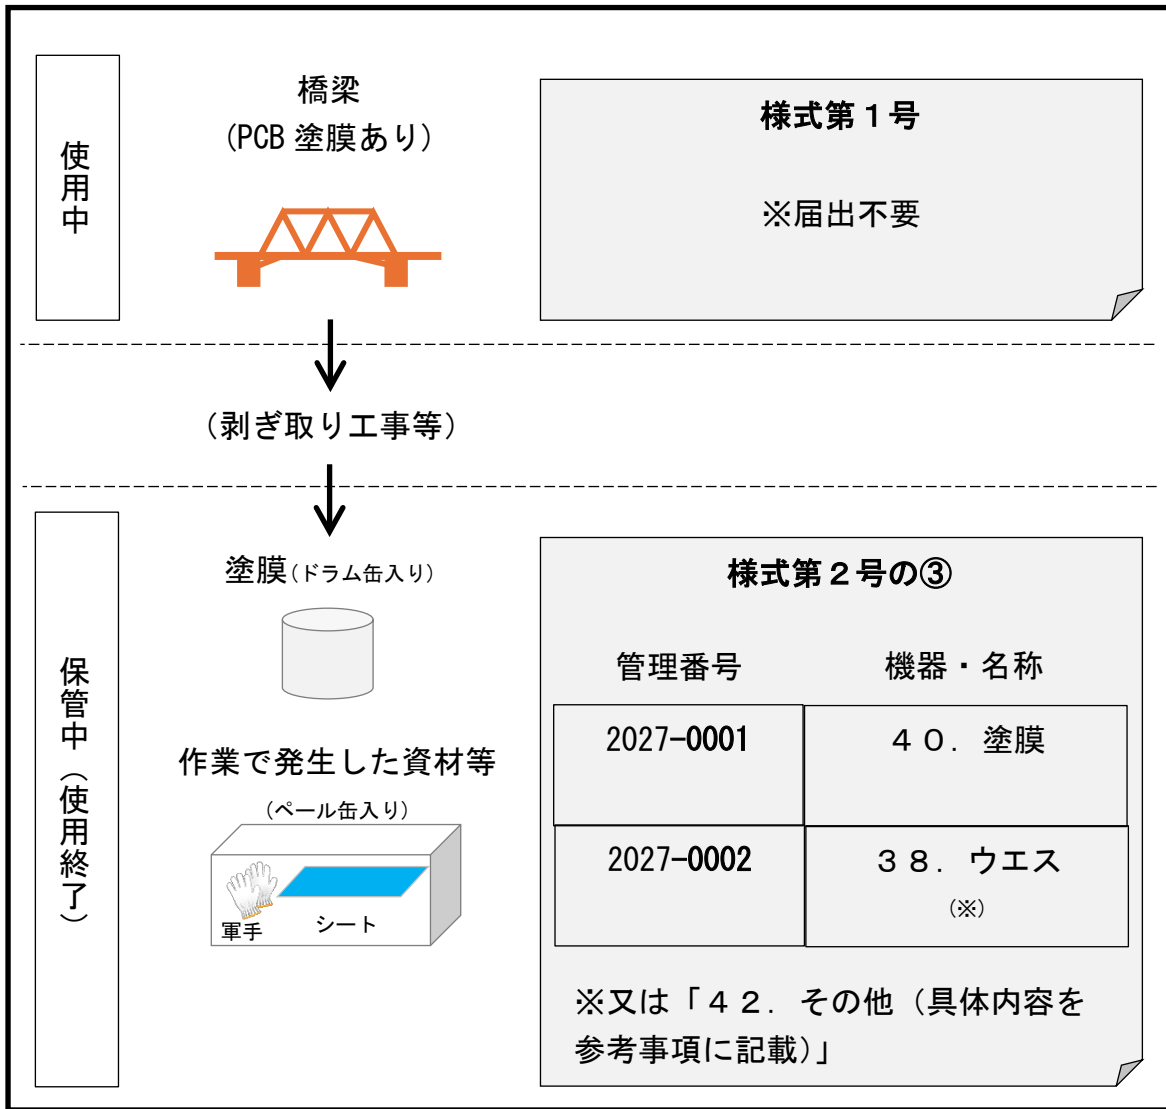 使用中
橋梁
(PCB 塗膜あり)
様式第１号
※届出不要
(剥ぎ取り工事等)
保管中（使用終了）
塗膜(ドラム缶入り)
作業で発生した資材等
(ペール缶入り)
軍手
シート
様式第２号の③
管理番号 機器・名称
2027-0001 ４０．塗膜
2027-0002 ３８．ウエス
(※)
※又は「４２．その他（具体内容を
参考事項に記載）」